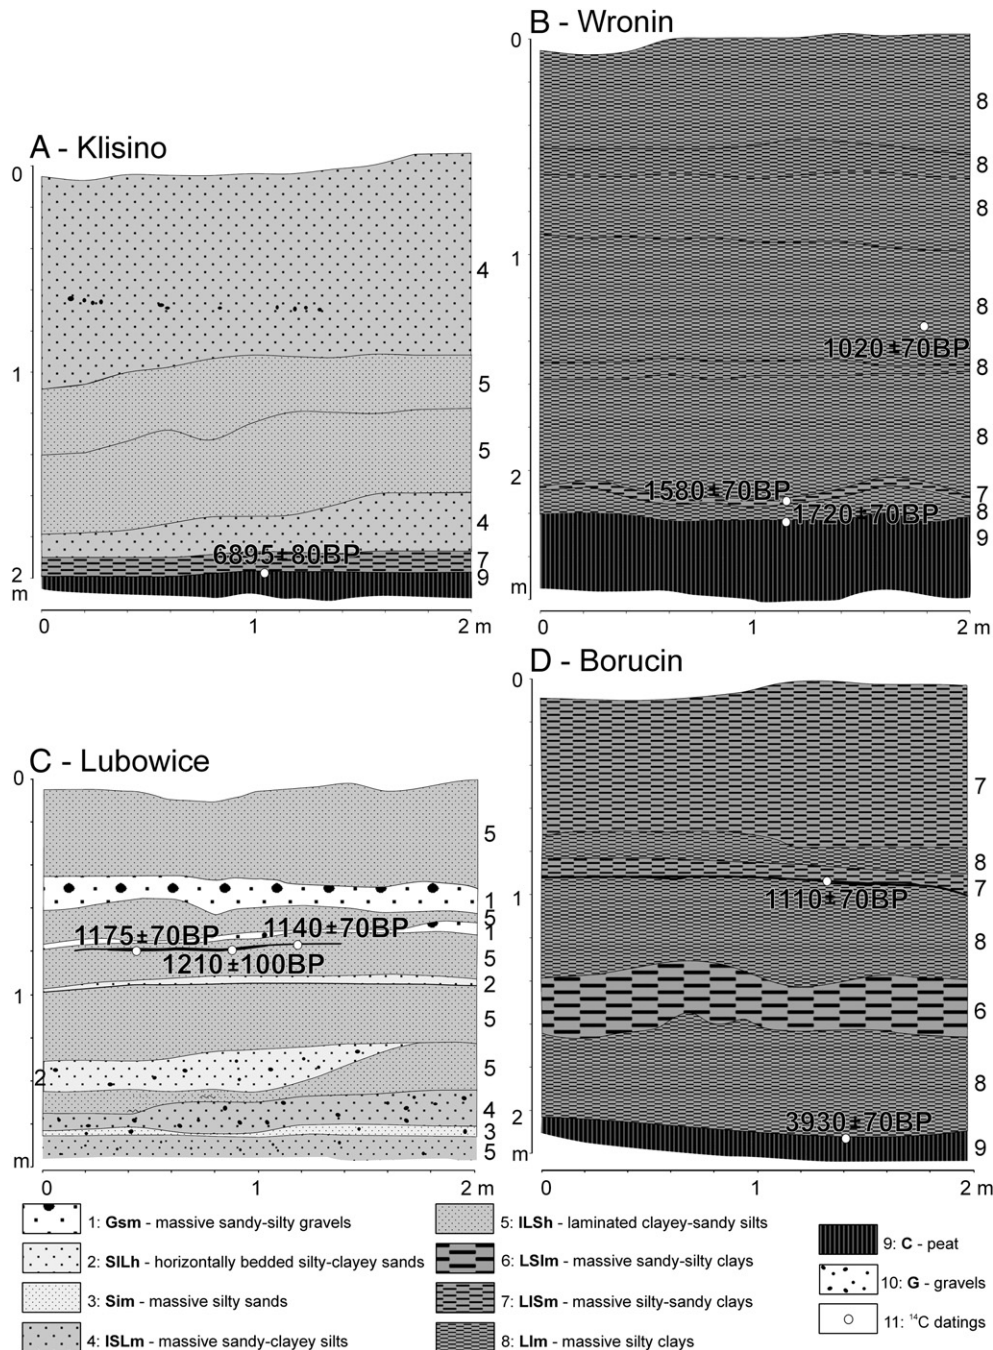 A - Klisino
0
1
2
m
4
5
5
4
7
9
6895±80BP
0 1 2 m
B - Wronin
0
1
2
m
8
8
8
8
8
8
7
8
9
1020±70BP
1580±70BP
1720±70BP
0 1 2 m
C - Lubowice
0
1
2
m
5
1
5
1
5
2
5
5
4
3
5
1175±70BP
1140±70BP
1210±100BP
0 1 2 m
D - Borucin
0
1
2
m
7
8
7
8
6
8
9
1110±70BP
3930±70BP
0 1 2 m
1: Gsm - massive sandy-silty gravels
2: SILh - horizontally bedded silty-clayey sands
3: Sim - massive silty sands
4: ISLm - massive sandy-clayey silts
5: ILSh - laminated clayey-sandy silts
6: LSIm - massive sandy-silty clays
7: LISm - massive silty-sandy clays
8: LIm - massive silty clays
9: C - peat
10: G - gravels
11: ¹⁴C datings